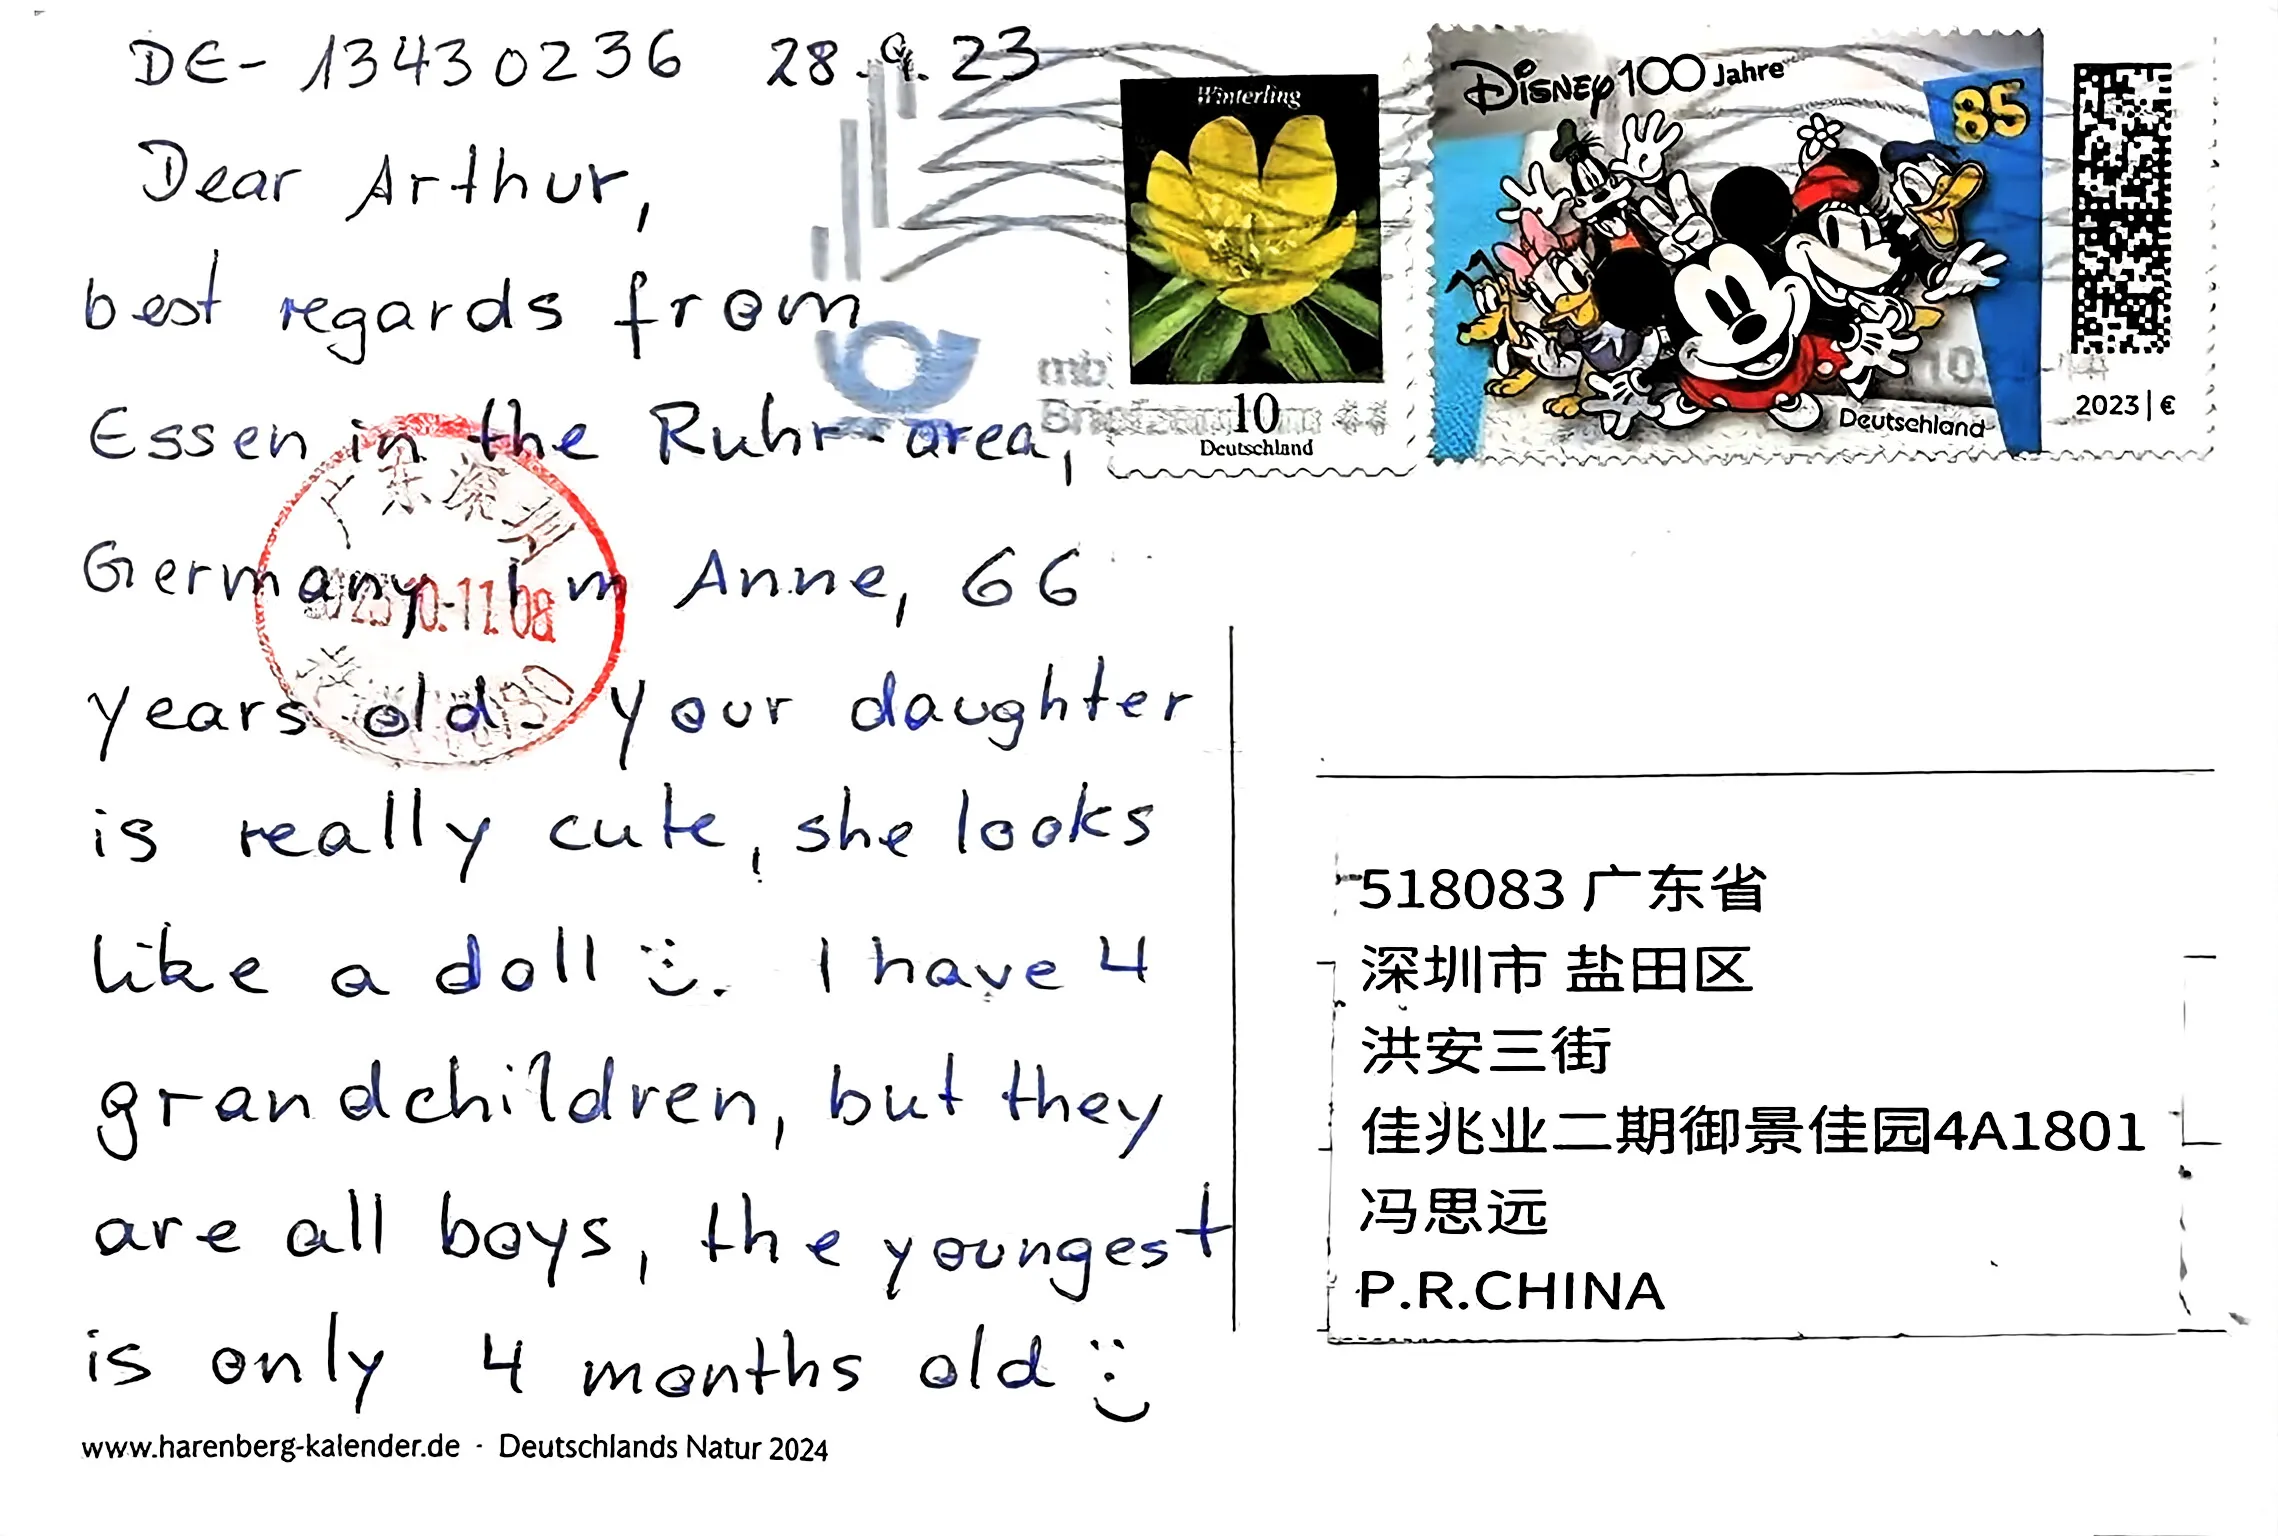 DE-13430236 28.9.23
Dear Arthur,
best regards from
Essen in the Ruhr-area,
Germany. I'm Anne, 66
years old. Your daughter
is really cute, she looks
like a doll :). I have 4
grandchildren, but they
are all boys, the youngest
is only 4 months old :)
www.harenberg-kalender.de · Deutschlands Natur 2024
Winterling
10
Deutschland
Disney 100 Jahre
85
Deutschland
2023 | €
Briefzentrum
广东深圳
2023.10.11.08
518083 广东省
深圳市 盐田区
洪安三街
佳兆业二期御景佳园4A1801
冯思远
P.R.CHINA